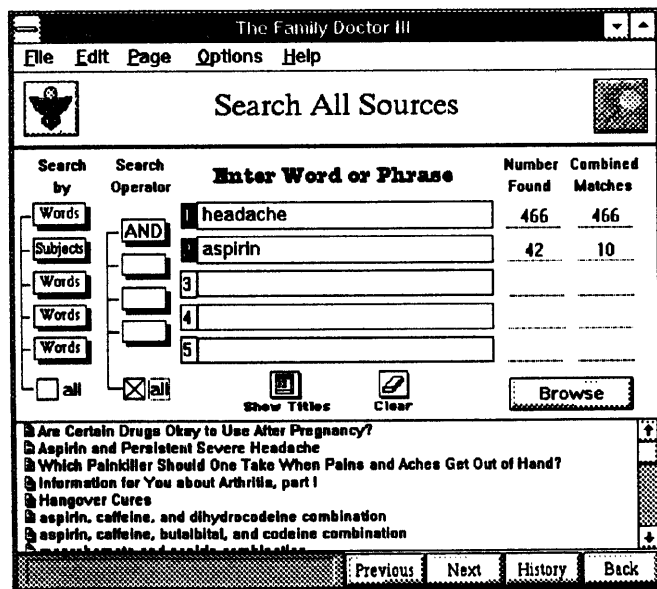 The Family Doctor III
File Edit Page Options Help
Search All Sources
Search by Search Operator Enter Word or Phrase Number Found Combined Matches
Words 1 headache 466 466
AND
Subjects 2 aspirin 42 10
Words 3
Words 4
Words 5
all all Show Titles Clear Browse
Are Certain Drugs Okay to Use After Pregnancy?
Aspirin and Persistent Severe Headache
Which Painkiller Should One Take When Pains and Aches Get Out of Hand?
Information for You about Arthritis, part I
Hangover Cures
aspirin, caffeine, and dihydrocodeine combination
aspirin, caffeine, butalbital, and codeine combination
Previous Next History Back